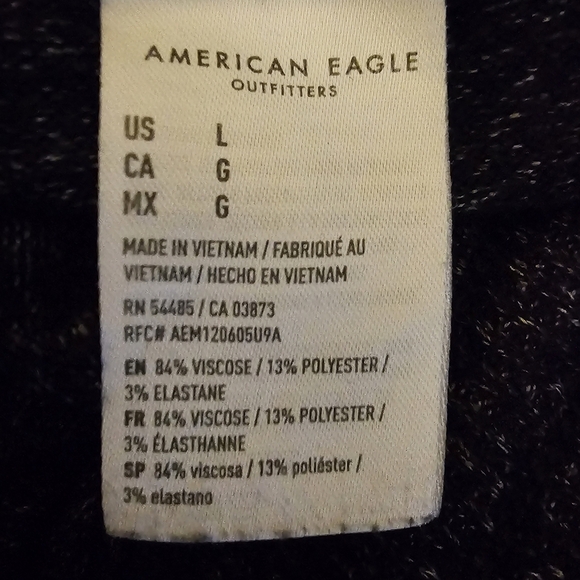 AMERICAN EAGLE
OUTFITTERS
US L
CA G
MX G
MADE IN VIETNAM / FABRIQUÉ AU
VIETNAM / HECHO EN VIETNAM
RN 54485 / CA 03873
RFC# AEM120605U9A
EN 84% VISCOSE / 13% POLYESTER /
3% ELASTANE
FR 84% VISCOSE / 13% POLYESTER /
3% ÉLASTHANNE
SP 84% viscosa / 13% poliéster /
3% elastano